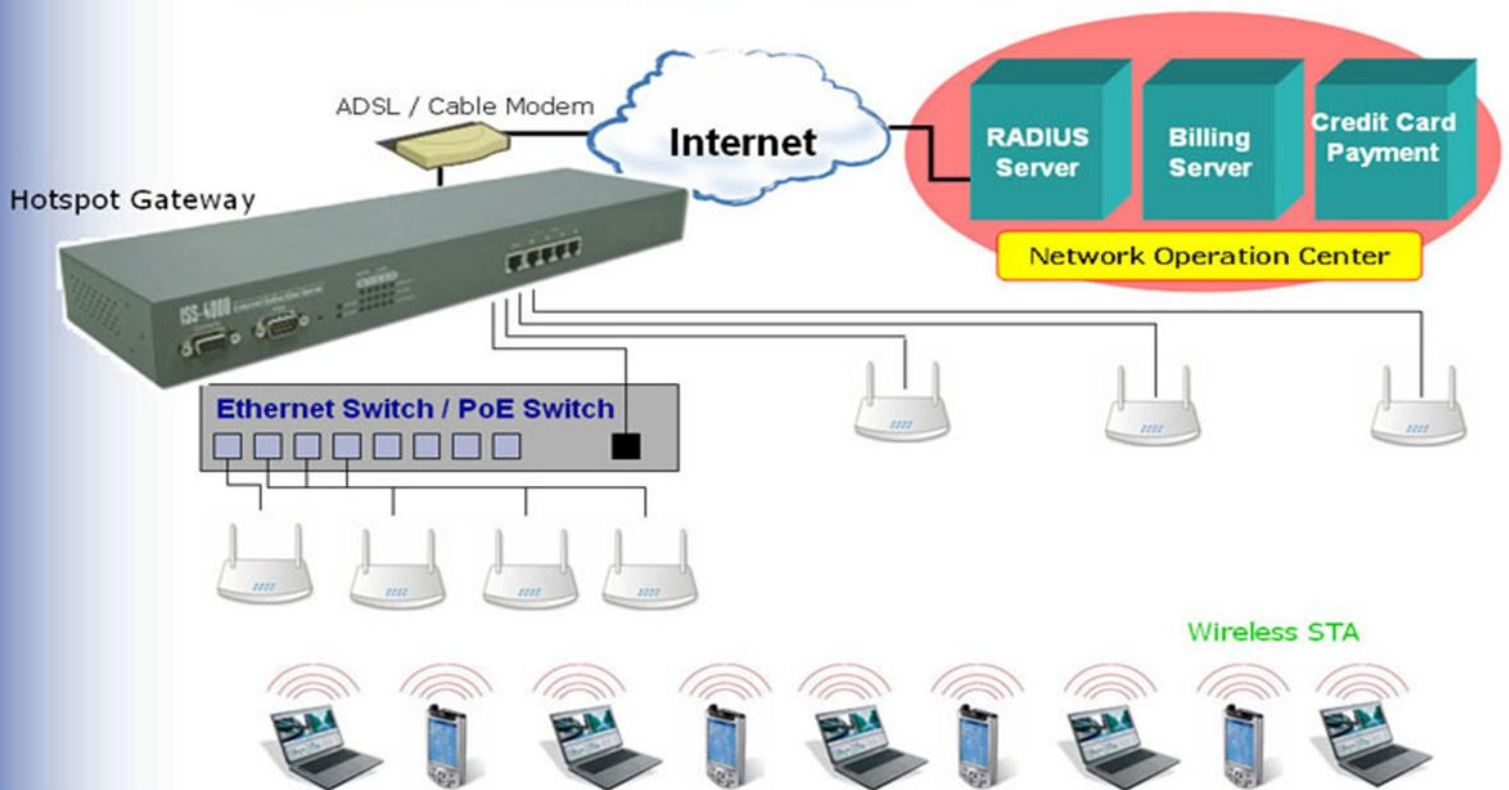 ADSL / Cable Modem
Internet
RADIUS
Server
Billing
Server
Credit Card
Payment
Hotspot Gateway
Network Operation Center
ISS-4000
Ethernet Switch / PoE Switch
Wireless STA